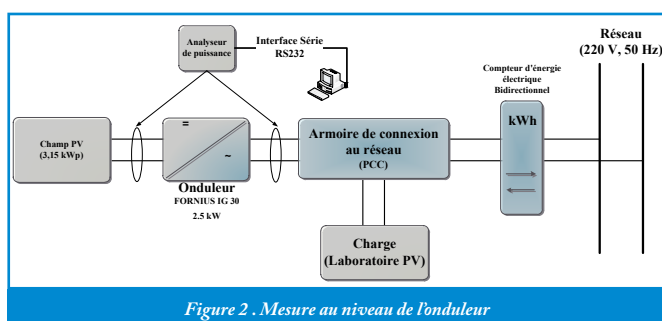 Analyseur
de puissance
Interface Série
RS232
Réseau
(220 V, 50 Hz)
Compteur d'énergie
électrique
Bidirectionnel
kWh
Champ PV
(3,15 kWp)
=
~
Onduleur
FORNIUS IG 30
2.5 kW
Armoire de connexion
au réseau
(PCC)
Charge
(Laboratoire PV)
Figure 2 . Mesure au niveau de l'onduleur